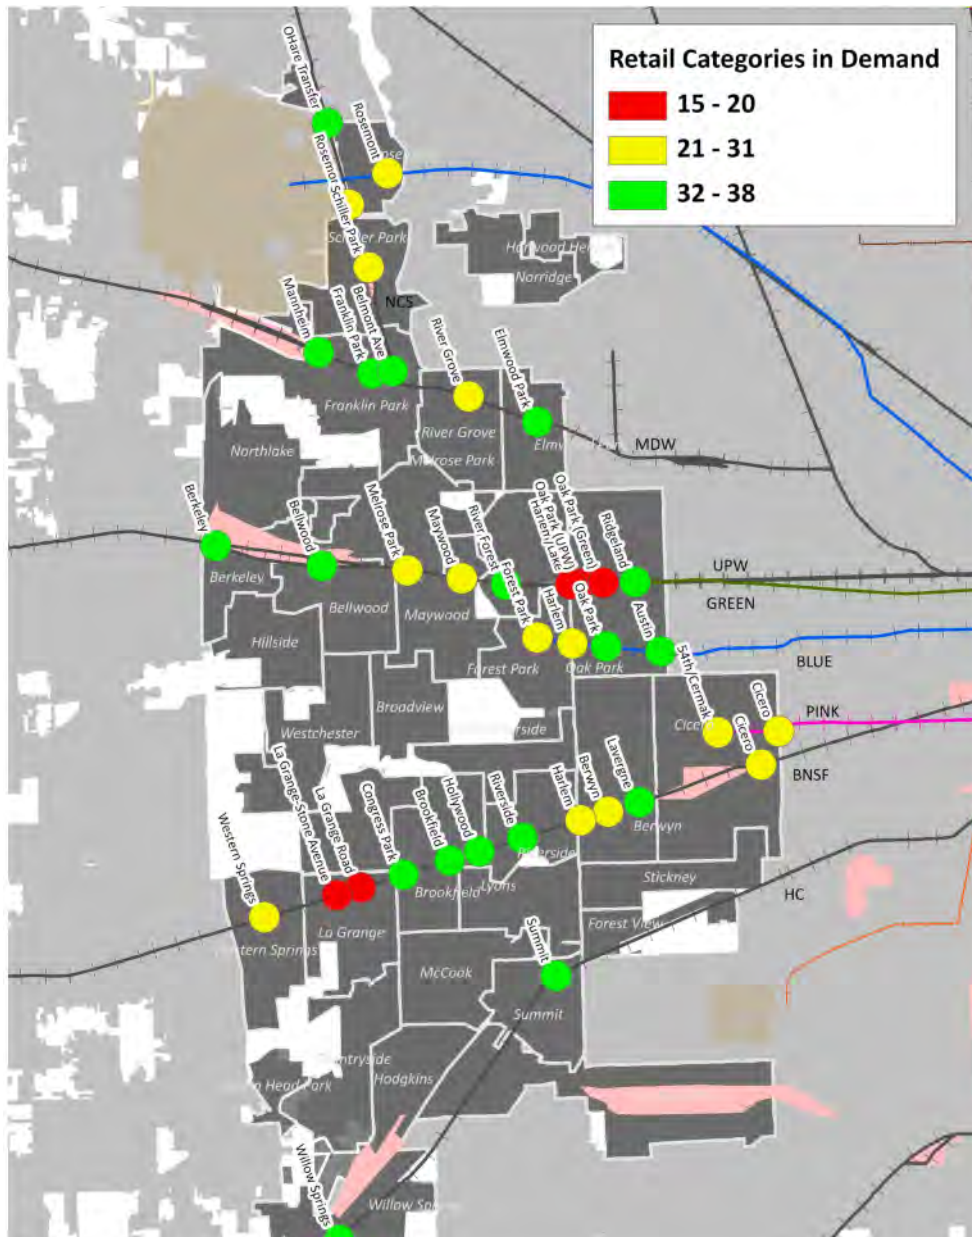 Retail Categories in Demand
15 - 20
21 - 31
32 - 38
OHare Transfer
Rosemont
Schiller Park
Schiller Park
Norridge
NCS
Mannheim
Franklin Park
Belmont Ave
River Grove
Elmwood Park
Franklin Park
River Grove
MDW
Northlake
Melrose Park
Berkeley
Bellwood
Melrose Park
Maywood
River Forest
Oak Park (UPW)
Harlem/Lake
Oak Park (Green)
Ridgeland
UPW
GREEN
Berkeley
Bellwood
Maywood
Forest Park
Harlem
Oak Park
Austin
BLUE
Hillside
Forest Park
Oak Park
54th/Cermak
Cicero
Cicero
PINK
Broadview
Westchester
BNSF
La Grange-Stone Avenue
La Grange Road
Congress Park
Brookfield
Hollywood
Riverside
Harlem
Berwyn
Lavergne
Berwyn
Western Springs
Riverside
Brookfield
Lyons
Stickney
HC
La Grange
Forest View
Western Springs
Summit
McCook
Summit
Hodgkins
Willow Springs